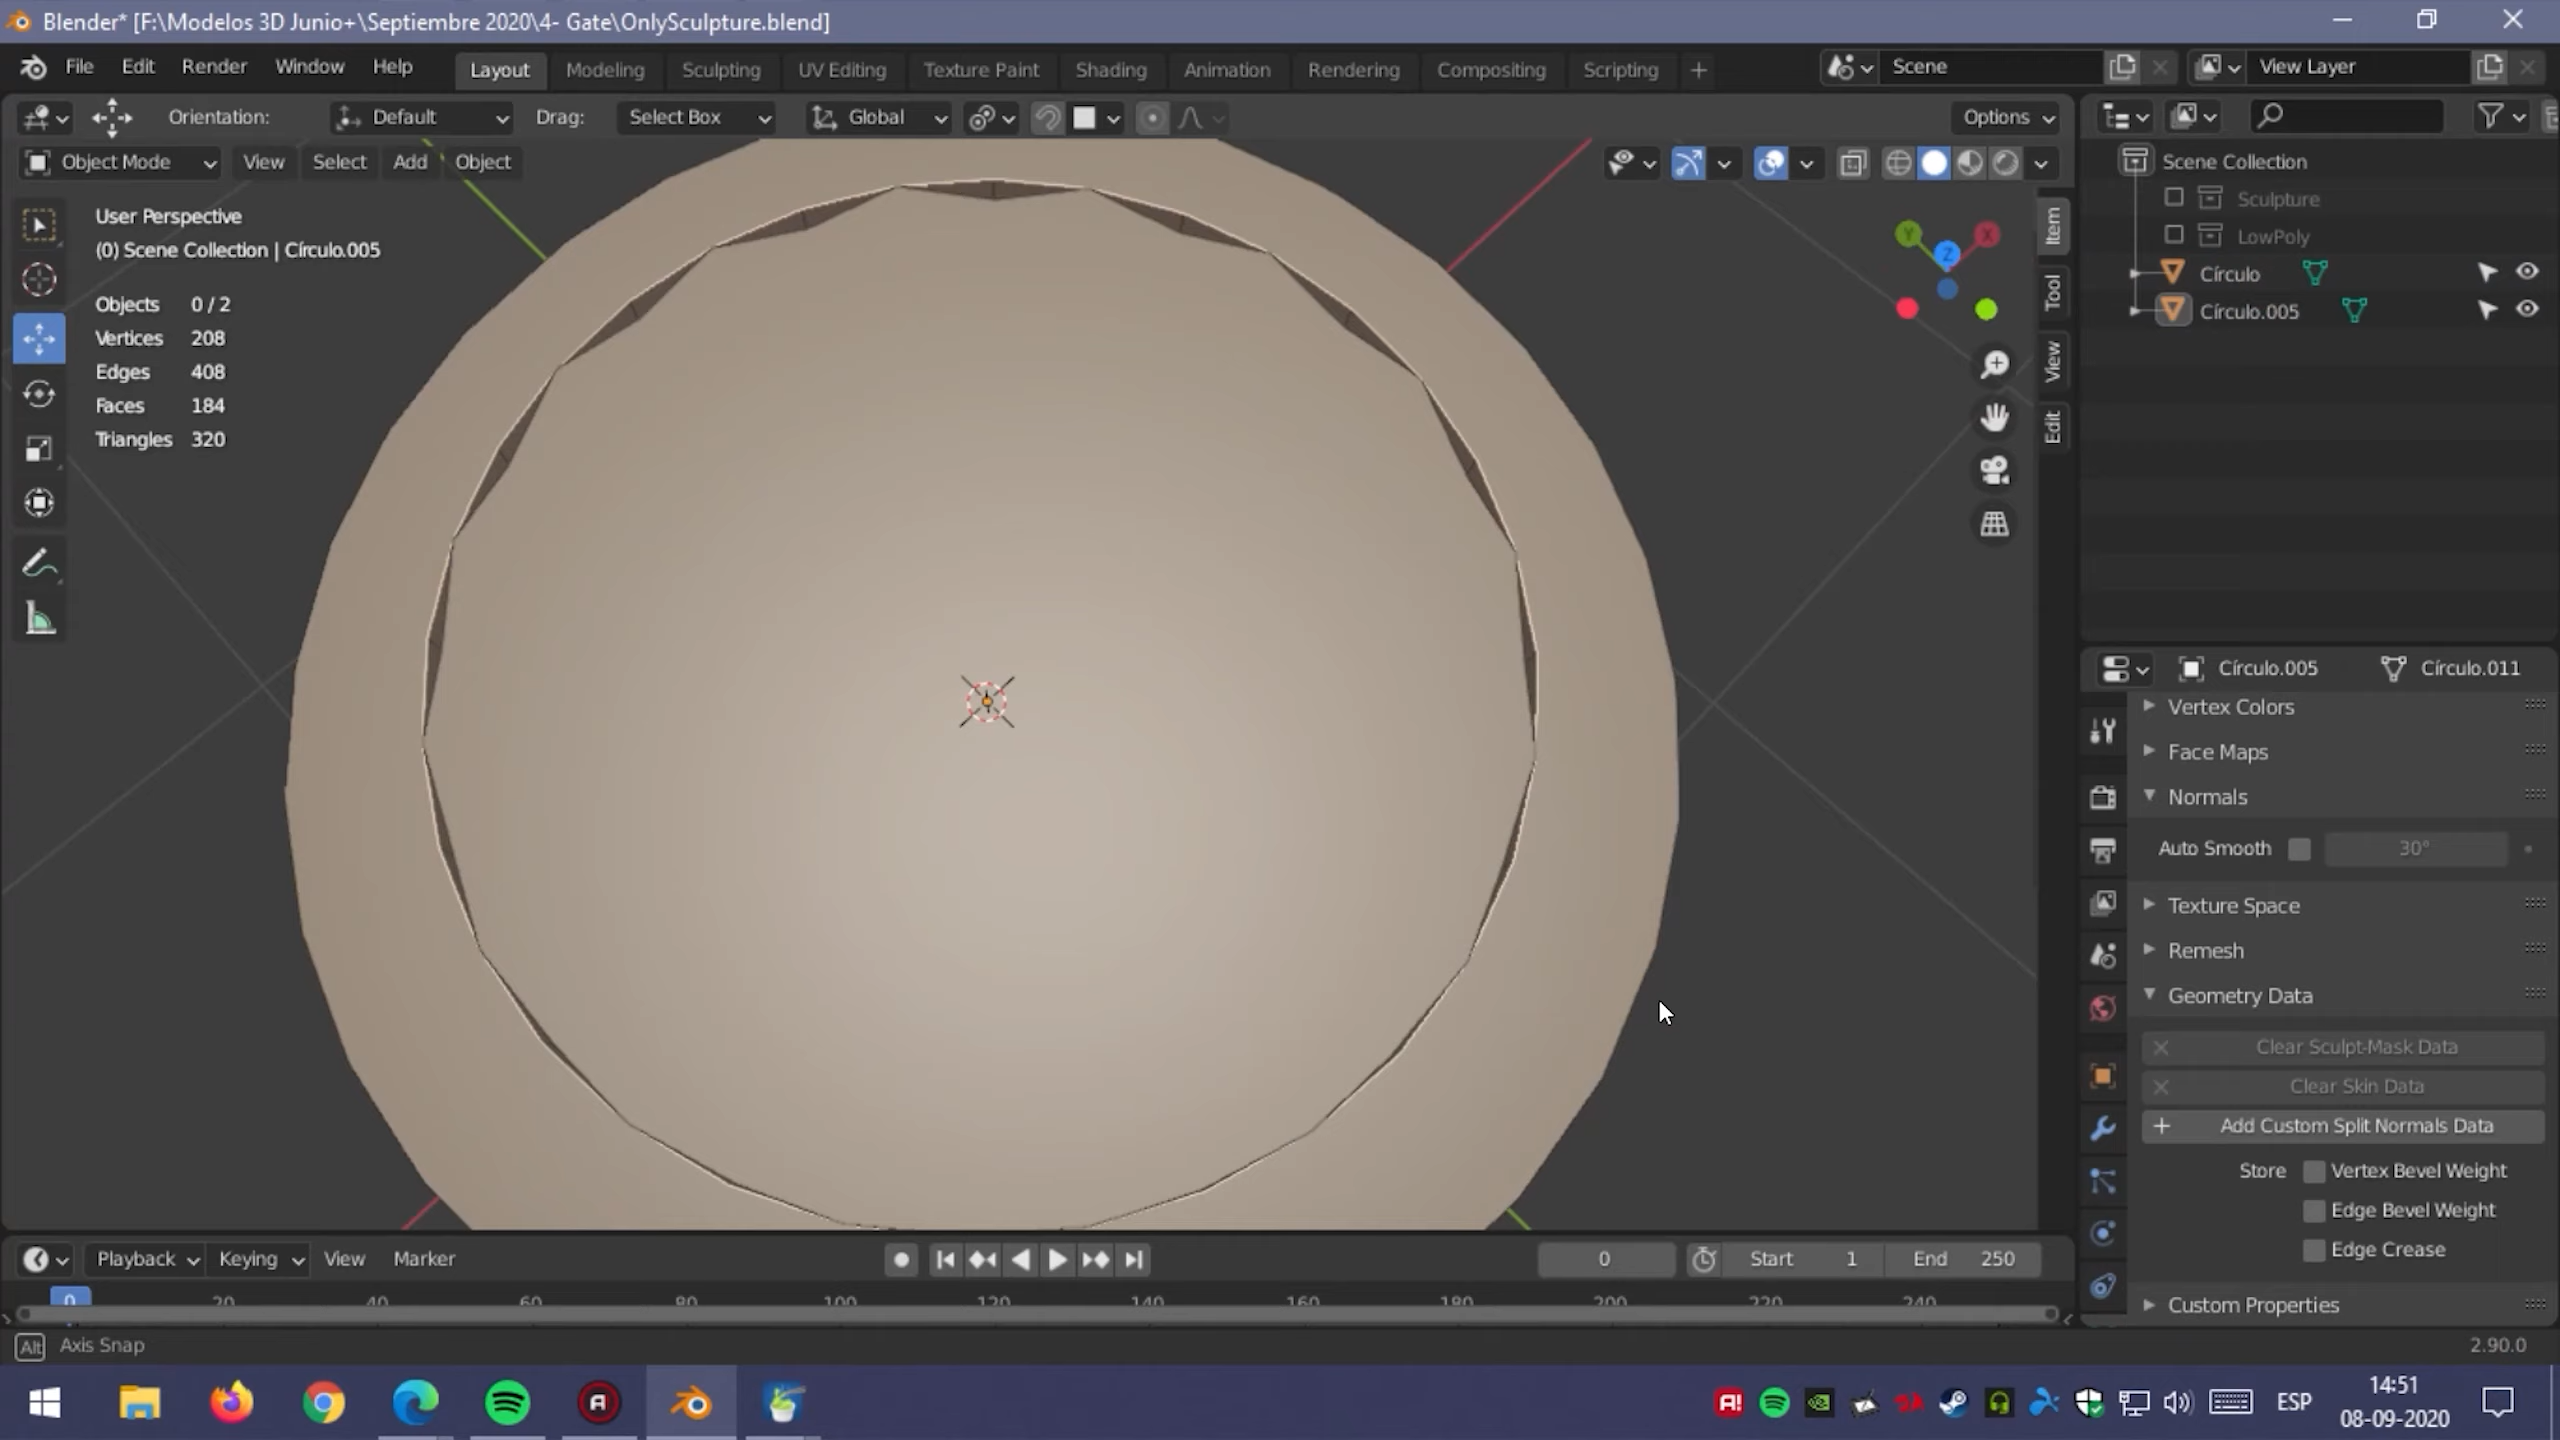 Blender* [F:\Modelos 3D Junio+\Septiembre 2020\4- Gate\OnlySculpture.blend]
File Edit Render Window Help Layout Modeling Sculpting UV Editing Texture Paint Shading Animation Rendering Compositing Scripting + Scene View Layer
Orientation: Default Drag: Select Box Global Options
Object Mode View Select Add Object
User Perspective
(0) Scene Collection | Círculo.005
Objects 0 / 2
Vertices 208
Edges 408
Faces 184
Triangles 320
Y X Z
Item
Tool
View
Edit
Scene Collection
Sculpture
LowPoly
Círculo
Círculo.005
Círculo.005 Círculo.011
Vertex Colors
Face Maps
Normals
Auto Smooth 30°
Texture Space
Remesh
Geometry Data
Clear Sculpt-Mask Data
Clear Skin Data
+ Add Custom Split Normals Data
Store Vertex Bevel Weight
Edge Bevel Weight
Edge Crease
Custom Properties
Playback Keying View Marker 0 Start 1 End 250
0 20 40 60 80 100 120 140 160 180 200 220 240
Alt Axis Snap 2.90.0
ESP 14:51
08-09-2020